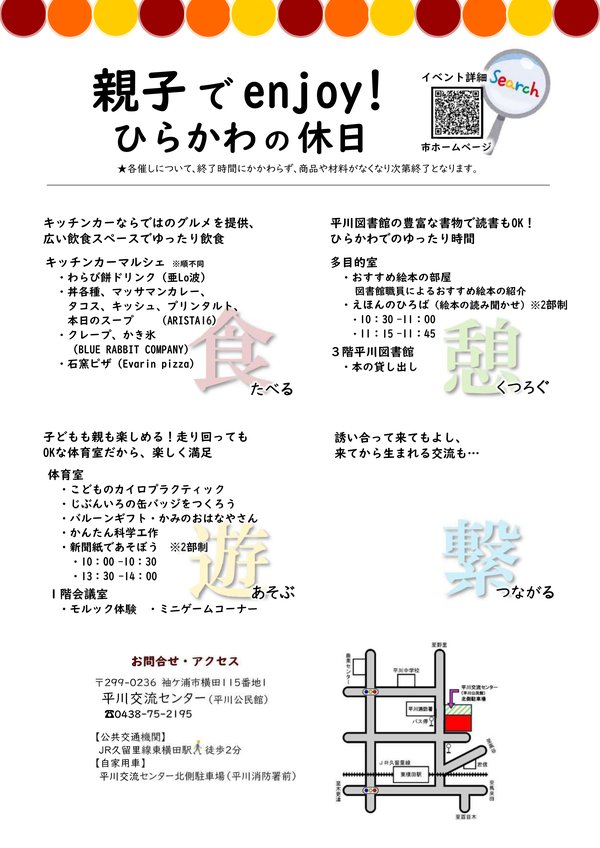 親子でenjoy!
ひらかわの休日
イベント詳細
Search
市ホームページ
★各催しについて、終了時間にかかわらず、商品や材料がなくなり次第終了となります。
キッチンカーならではのグルメを提供、
広い飲食スペースでゆったり飲食
キッチンカーマルシェ ※順不同
・わらび餅ドリンク（亜Lo波）
・丼各種、マッサマンカレー、
タコス、キッシュ、プリンタルト、
本日のスープ （ARISTA16）
・クレープ、かき氷
（BLUE RABBIT COMPANY）
・石窯ピザ（Evarin pizza）
食
たべる
平川図書館の豊富な書物で読書もOK！
ひらかわでのゆったり時間
多目的室
・おすすめ絵本の部屋
図書館職員によるおすすめ絵本の紹介
・えほんのひろば（絵本の読み聞かせ）※2部制
・10：30 -11：00
・11：15 -11：45
３階平川図書館
・本の貸し出し
憩
くつろぐ
子どもも親も楽しめる！走り回っても
OKな体育室だから、楽しく満足
体育室
・こどものカイロプラクティック
・じぶんいろの缶バッジをつくろう
・バルーンギフト・かみのおはなやさん
・かんたん科学工作
・新聞紙であそぼう ※2部制
・10：00 -10：30
・13：30 -14：00
１階会議室
・モルック体験 ・ミニゲームコーナー
遊
あそぶ
誘い合って来てもよし、
来てから生まれる交流も…
繋
つながる
お問合せ・アクセス
〒299-0236 袖ケ浦市横田115番地1
平川交流センター（平川公民館）
☎0438-75-2195
【公共交通機関】
JR久留里線東横田駅 徒歩2分
【自家用車】
平川交流センター北側駐車場（平川消防署前）
至野里
農業センター
平川中学校
平川交流センター
（平川公民館）
北側駐車場
平川消防署
バス停
JR久留里線
東横田駅
至木更津
至百目木